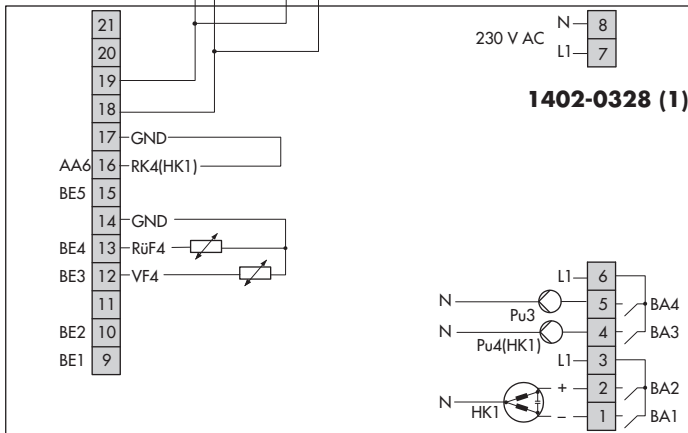 21
20
19
18
17 GND
AA6 16 RK4(HK1)
BE5 15
14 GND
BE4 13 RüF4
BE3 12 VF4
11
BE2 10
BE1 9
230 V AC
N 8
L1 7
1402-0328 (1)
L1 6
N Pu3 5 BA4
N Pu4(HK1) 4 BA3
L1 3
+ 2 BA2
N HK1 – 1 BA1